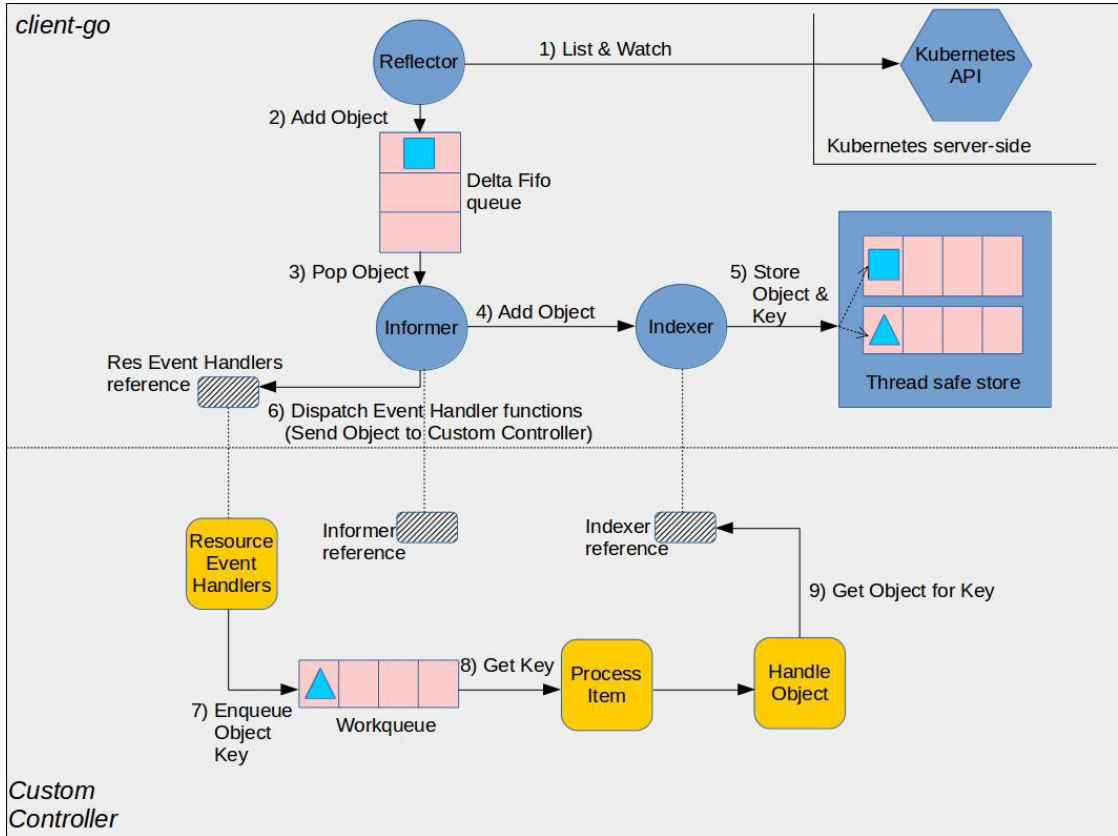 client-go
Reflector
1) List & Watch
Kubernetes
API
2) Add Object
Kubernetes server-side
Delta Fifo
queue
3) Pop Object
Informer
4) Add Object
Indexer
5) Store
Object &
Key
Thread safe store
Res Event Handlers
reference
6) Dispatch Event Handler functions
(Send Object to Custom Controller)
Resource
Event
Handlers
Informer
reference
Indexer
reference
9) Get Object for Key
7) Enqueue
Object
Key
Workqueue
8) Get Key
Process
Item
Handle
Object
Custom
Controller